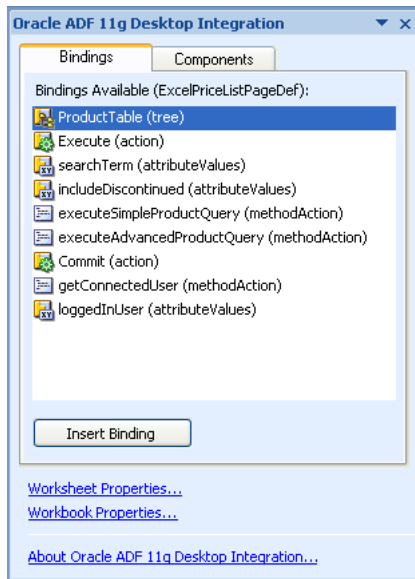 Oracle ADF 11g Desktop Integration
Bindings
Components
Bindings Available (ExcelPriceListPageDef):
ProductTable (tree)
Execute (action)
searchTerm (attributeValues)
includeDiscontinued (attributeValues)
executeSimpleProductQuery (methodAction)
executeAdvancedProductQuery (methodAction)
Commit (action)
getConnectedUser (methodAction)
loggedInUser (attributeValues)
Insert Binding
Worksheet Properties...
Workbook Properties...
About Oracle ADF 11g Desktop Integration...